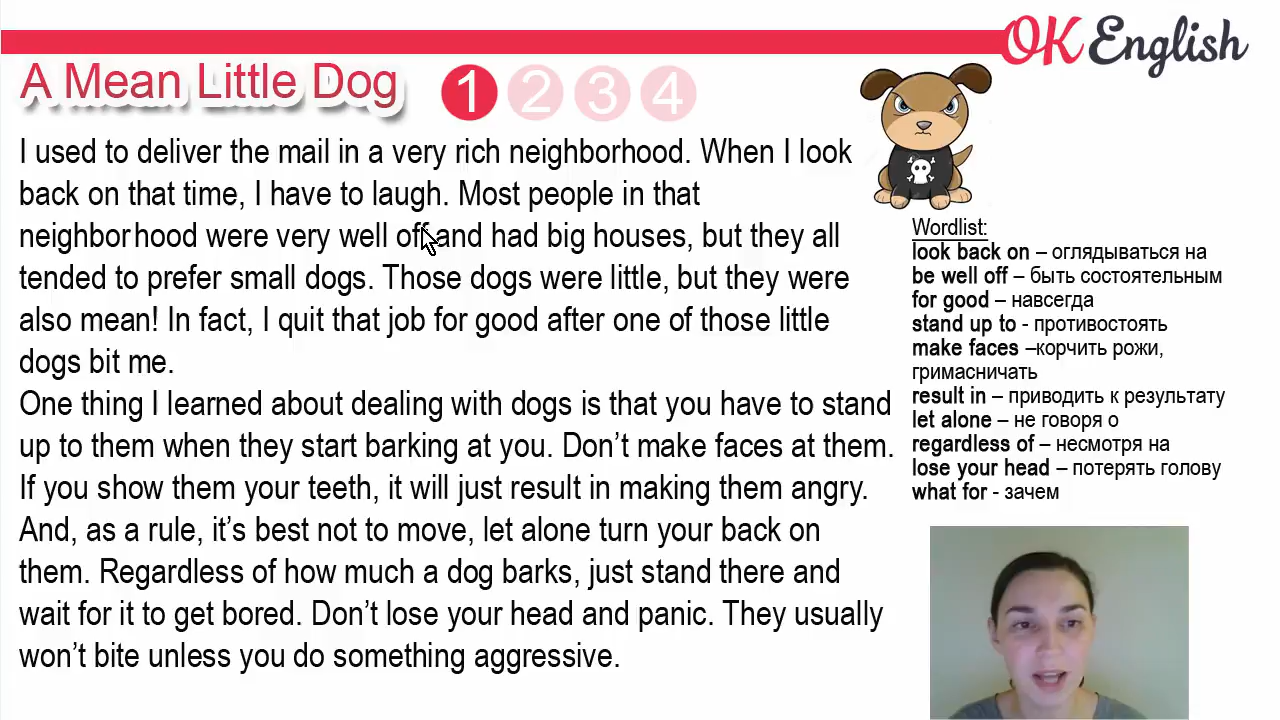 OK English
A Mean Little Dog
1 2 3 4
I used to deliver the mail in a very rich neighborhood. When I look
back on that time, I have to laugh. Most people in that
neighborhood were very well off and had big houses, but they all
tended to prefer small dogs. Those dogs were little, but they were
also mean! In fact, I quit that job for good after one of those little
dogs bit me.
One thing I learned about dealing with dogs is that you have to stand
up to them when they start barking at you. Don’t make faces at them.
If you show them your teeth, it will just result in making them angry.
And, as a rule, it’s best not to move, let alone turn your back on
them. Regardless of how much a dog barks, just stand there and
wait for it to get bored. Don’t lose your head and panic. They usually
won’t bite unless you do something aggressive.
Wordlist:
look back on – оглядываться на
be well off – быть состоятельным
for good – навсегда
stand up to - противостоять
make faces –корчить рожи,
гримасничать
result in – приводить к результату
let alone – не говоря о
regardless of – несмотря на
lose your head – потерять голову
what for - зачем